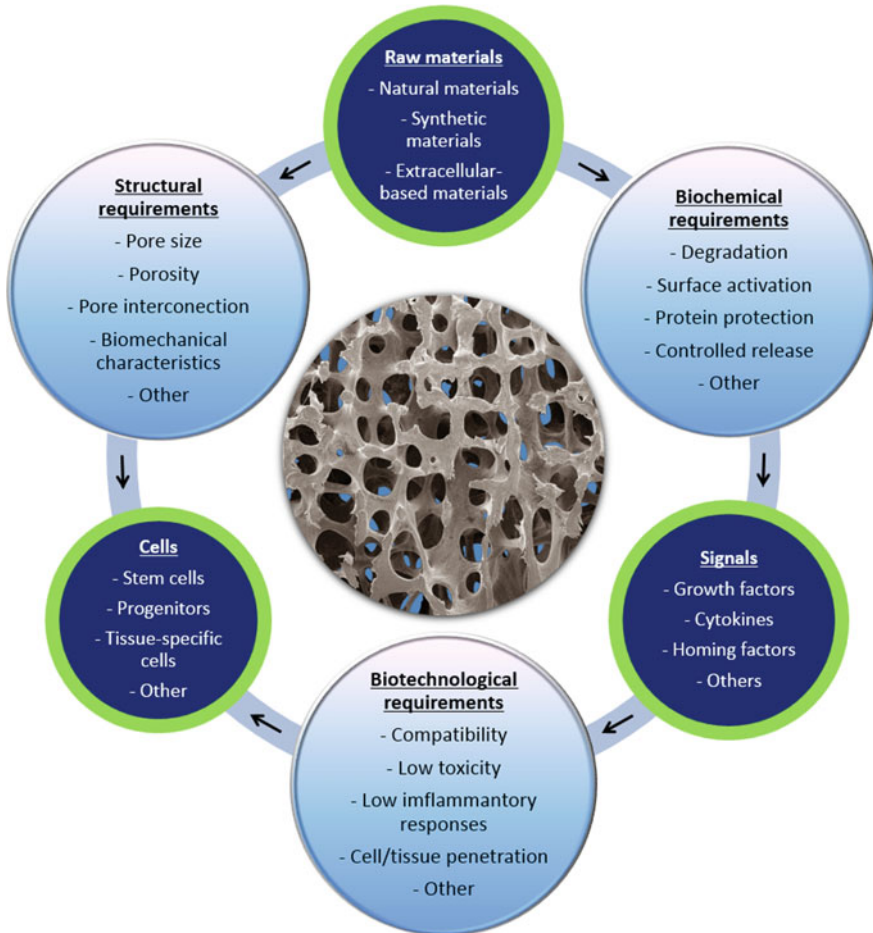 Raw materials
- Natural materials
- Synthetic
materials
- Extracellular-
based materials
Structural
requirements
- Pore size
- Porosity
- Pore interconection
- Biomechanical
characteristics
- Other
Biochemical
requirements
- Degradation
- Surface activation
- Protein protection
- Controlled release
- Other
Cells
- Stem cells
- Progenitors
- Tissue-specific
cells
- Other
Signals
- Growth factors
- Cytokines
- Homing factors
- Others
Biotechnological
requirements
- Compatibility
- Low toxicity
- Low imflammantory
responses
- Cell/tissue penetration
- Other